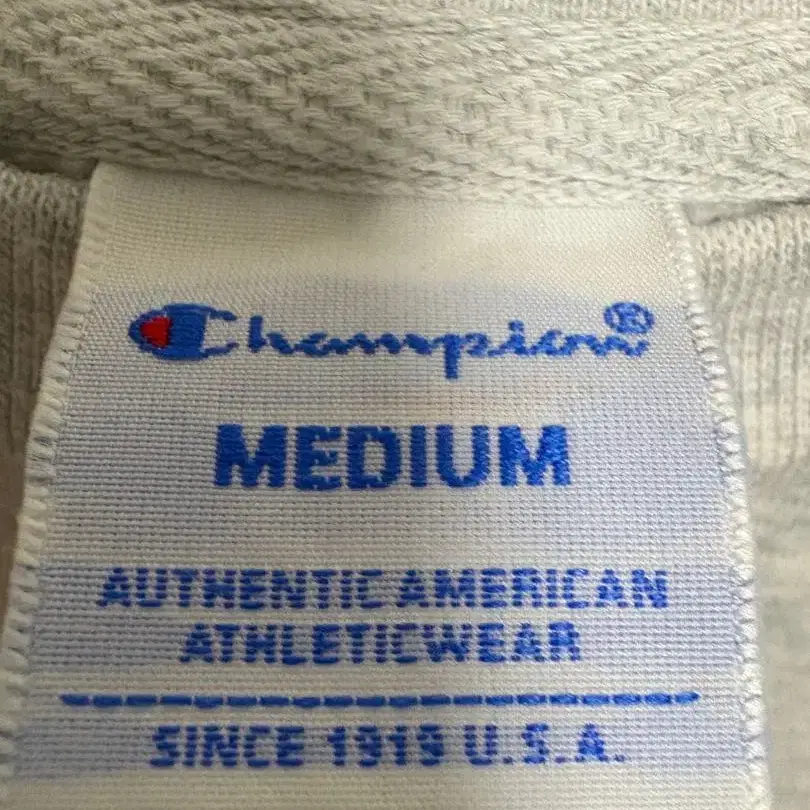 Champion®
MEDIUM
AUTHENTIC AMERICAN
ATHLETICWEAR
SINCE 1919 U.S.A.